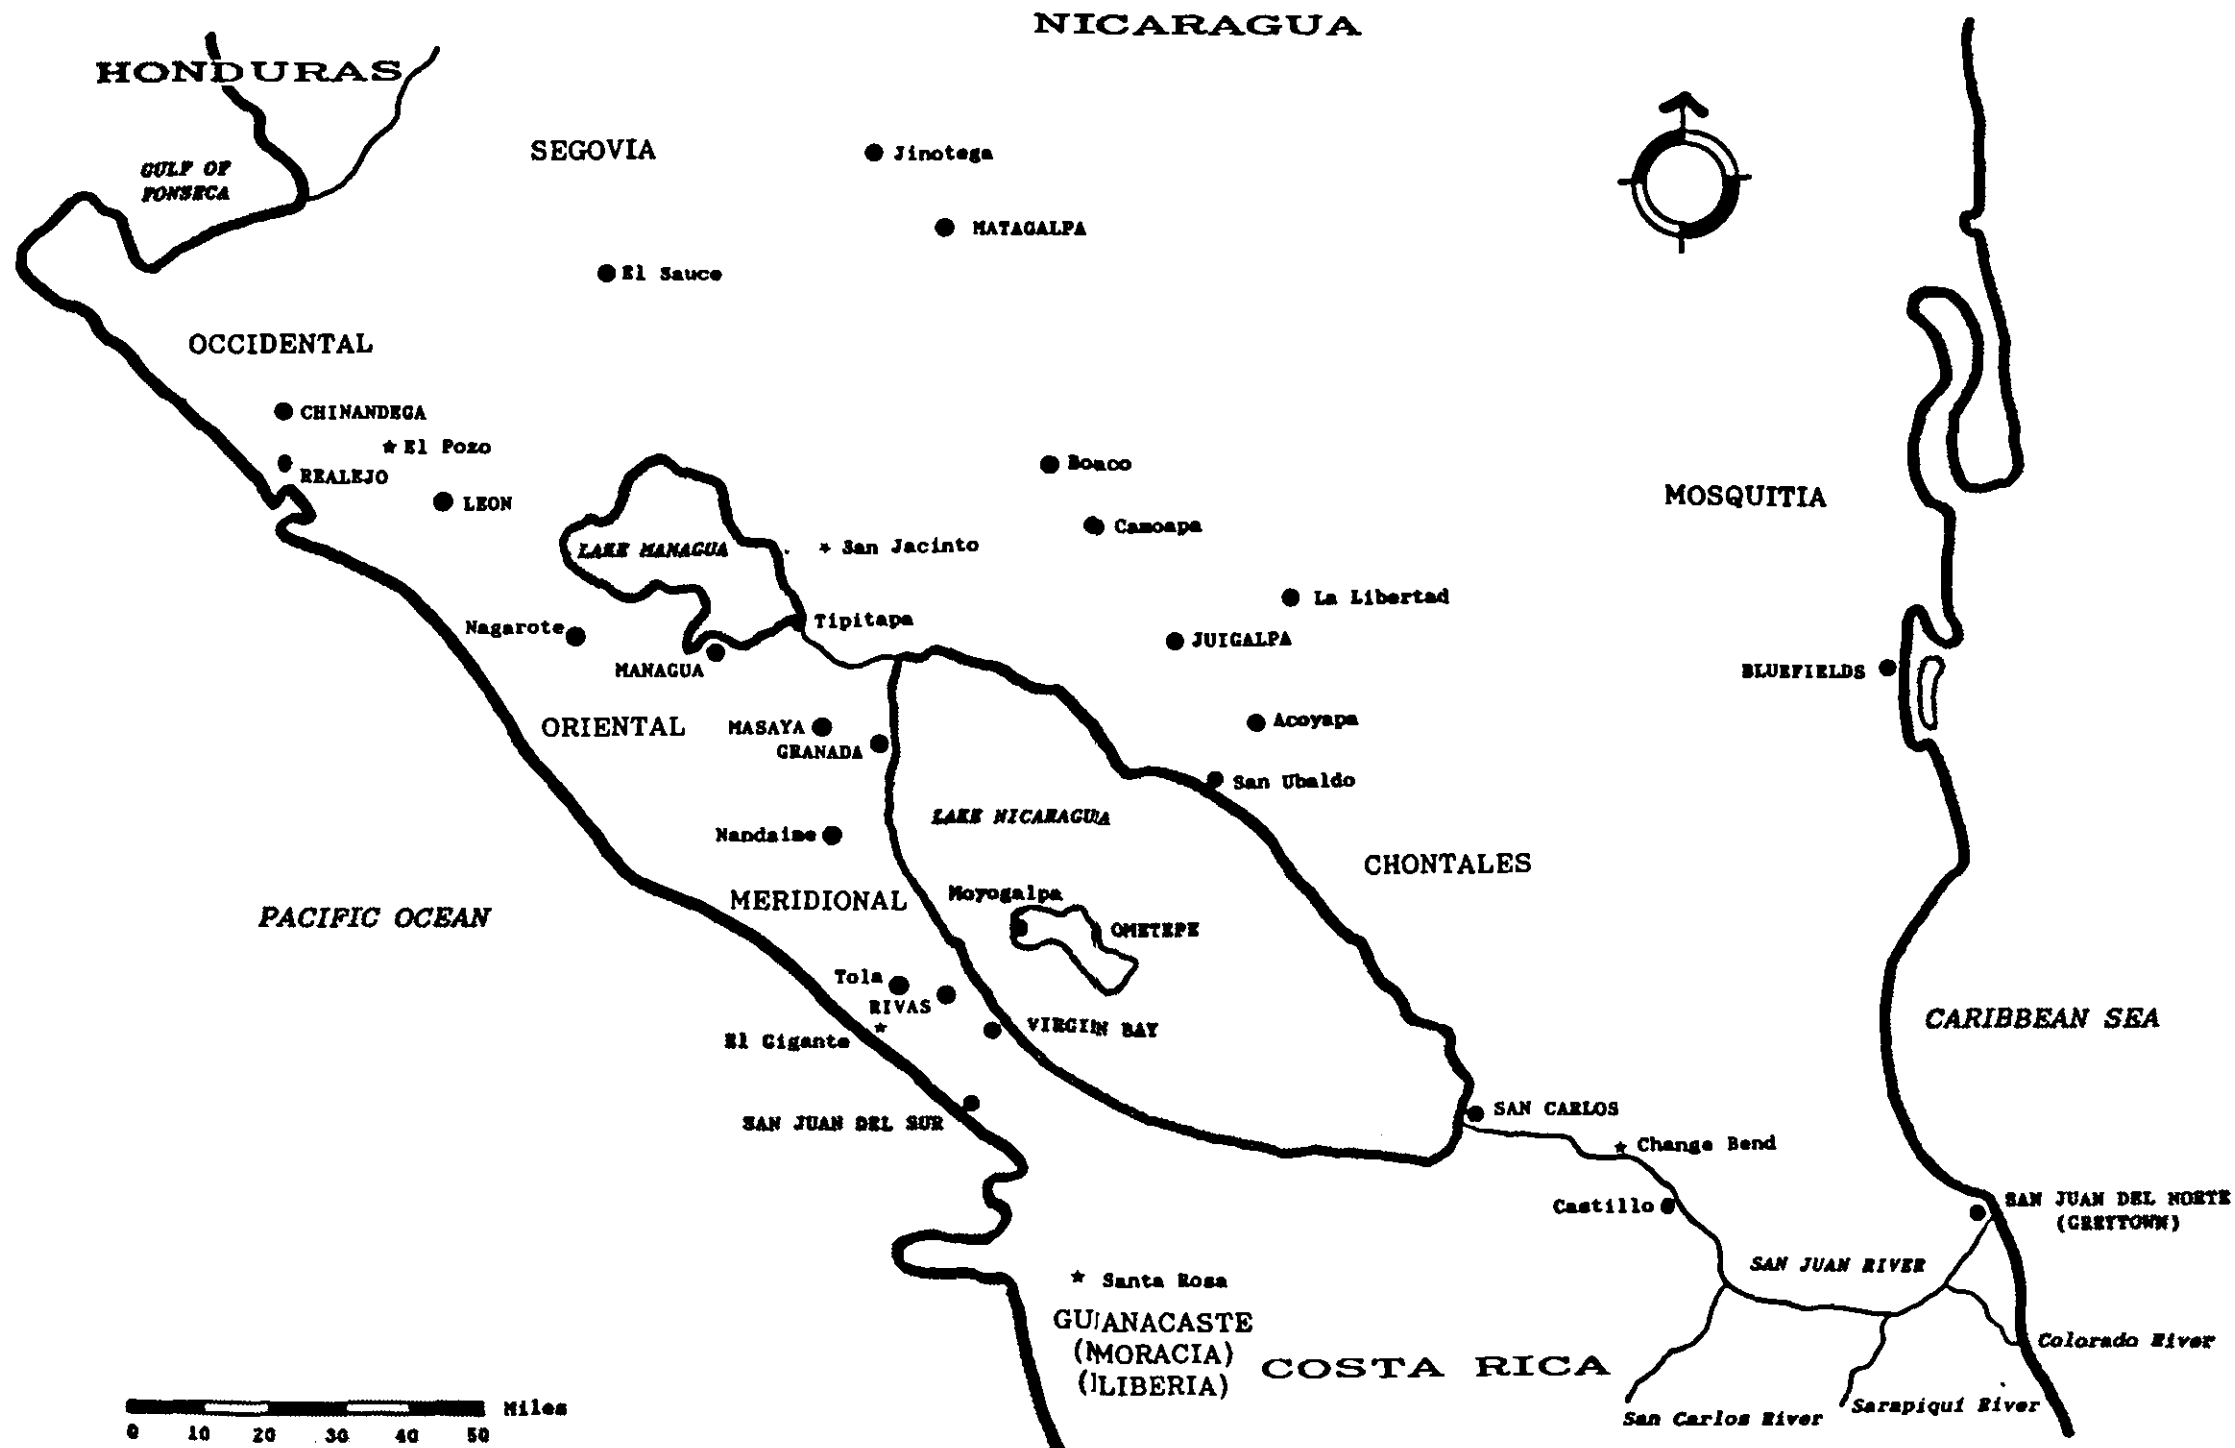 NICARAGUA
HONDURAS
GULF OF
FONSECA
SEGOVIA
Jinotega
MATAGALPA
El Sauce
OCCIDENTAL
CHINANDEGA
El Pozo
REALEJO
LEON
Boaco
MOSQUITIA
Camoapa
LAKE MANAGUA
San Jacinto
La Libertad
Nagarote
Tipitapa
JUIGALPA
MANAGUA
BLUEFIELDS
ORIENTAL
MASAYA
GRANADA
Acoyapa
San Ubaldo
LAKE NICARAGUA
Nandaime
CHONTALES
MERIDIONAL
Moyogalpa
PACIFIC OCEAN
OMETEPE
Tola
RIVAS
VIRGIN BAY
CARIBBEAN SEA
El Gigante
SAN JUAN DEL SUR
SAN CARLOS
Change Bend
Castillo
SAN JUAN DEL NORTE
(GREYTOWN)
SAN JUAN RIVER
Santa Rosa
GUANACASTE
(MORACIA)
(LIBERIA)
COSTA RICA
Colorado River
San Carlos River
Sarapiquí River
Miles
0 10 20 30 40 50